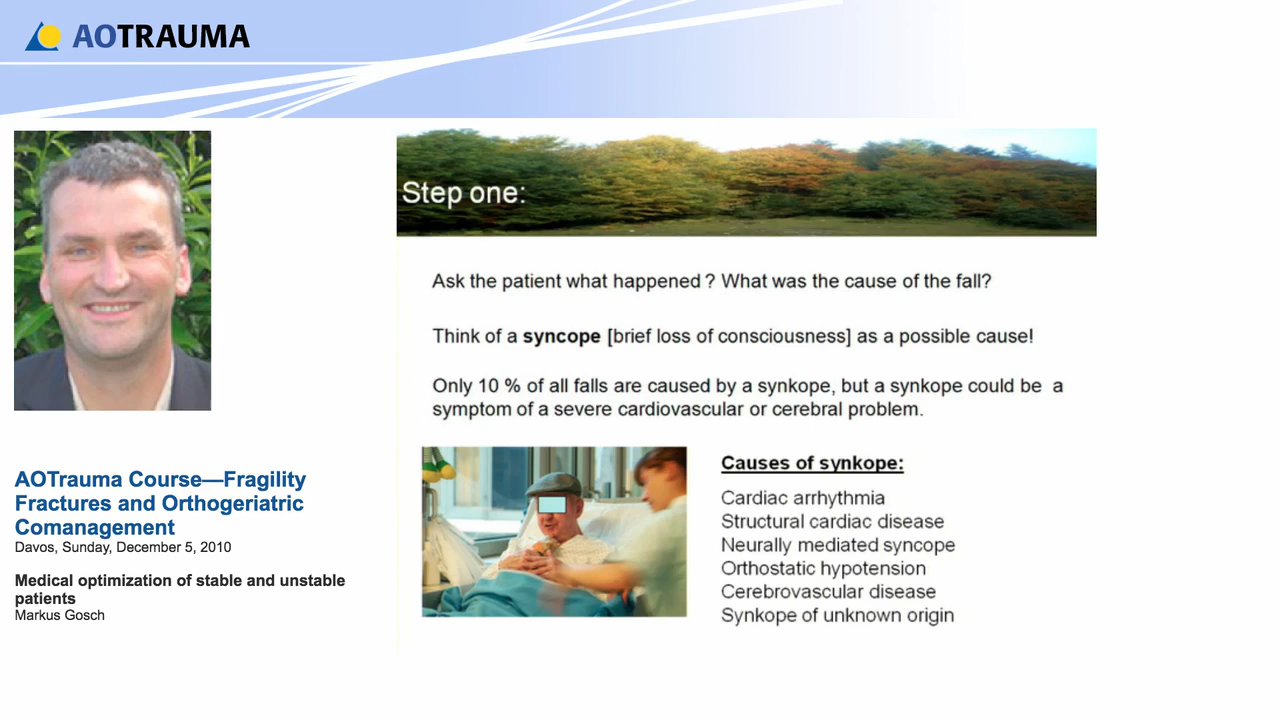 AOTRAUMA
Step one:
Ask the patient what happened ? What was the cause of the fall?
Think of a syncope [brief loss of consciousness] as a possible cause!
Only 10 % of all falls are caused by a synkope, but a synkope could be a
symptom of a severe cardiovascular or cerebral problem.
Causes of synkope:
Cardiac arrhythmia
Structural cardiac disease
Neurally mediated syncope
Orthostatic hypotension
Cerebrovascular disease
Synkope of unknown origin
AOTrauma Course—Fragility
Fractures and Orthogeriatric
Comanagement
Davos, Sunday, December 5, 2010
Medical optimization of stable and unstable
patients
Markus Gosch